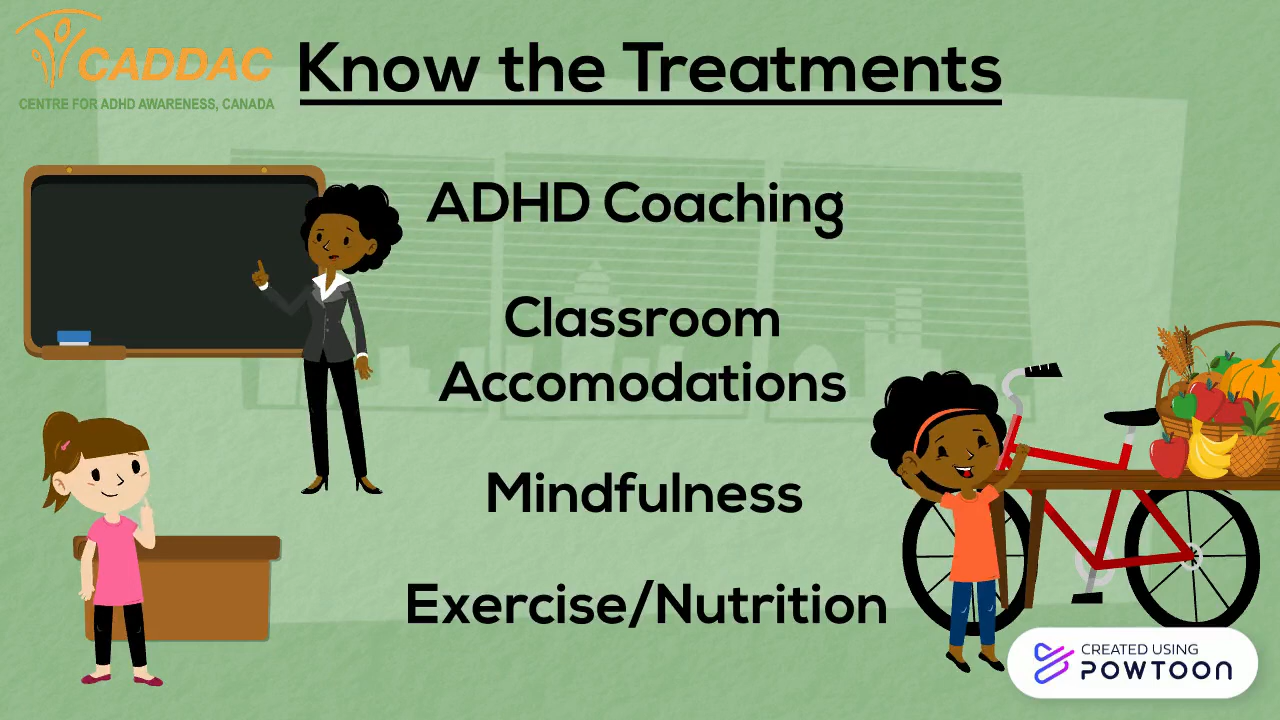 CADDAC
CENTRE FOR ADHD AWARENESS, CANADA
Know the Treatments
ADHD Coaching
Classroom
Accomodations
Mindfulness
Exercise/Nutrition
CREATED USING
POWTOON